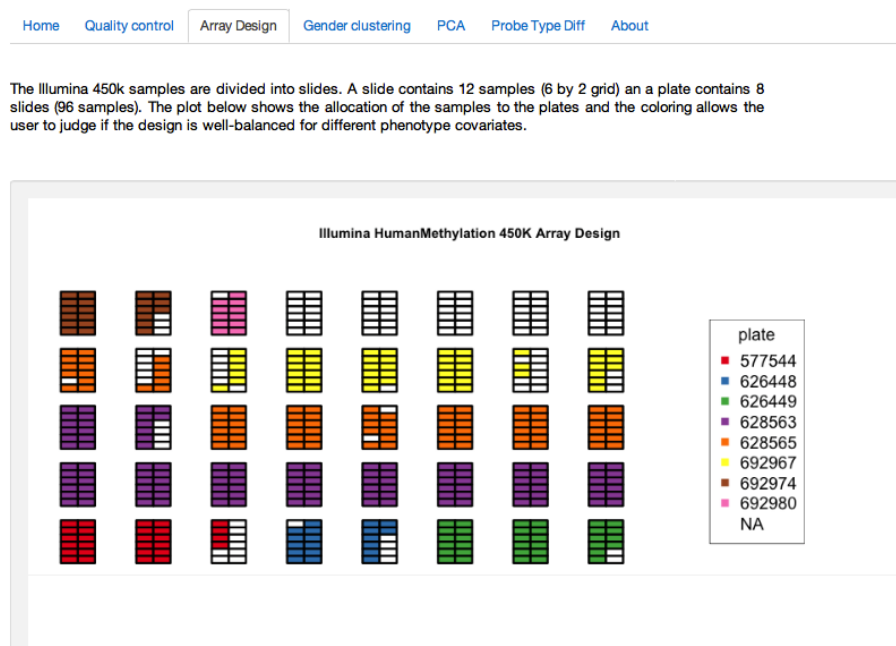 Home Quality control Array Design Gender clustering PCA Probe Type Diff About
The Illumina 450k samples are divided into slides. A slide contains 12 samples (6 by 2 grid) an a plate contains 8
slides (96 samples). The plot below shows the allocation of the samples to the plates and the coloring allows the
user to judge if the design is well-balanced for different phenotype covariates.
Illumina HumanMethylation 450K Array Design
plate
577544
626448
626449
628563
628565
692967
692974
692980
NA